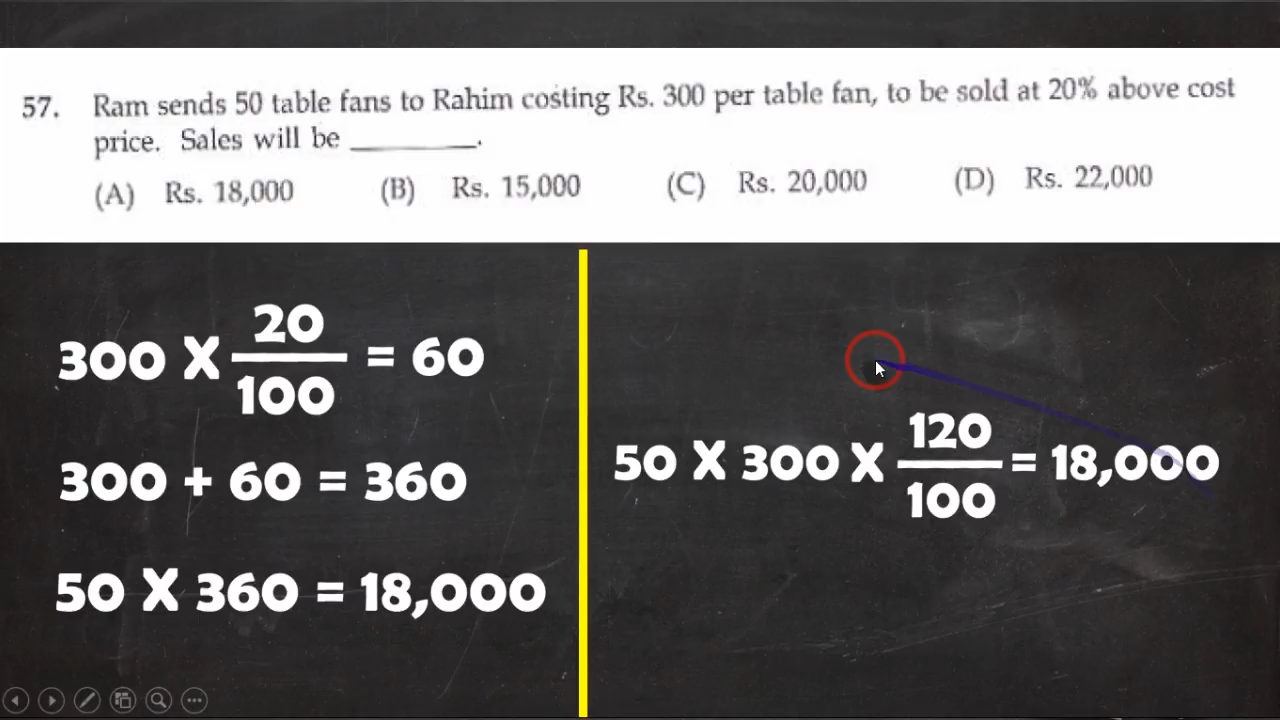 57. Ram sends 50 table fans to Rahim costing Rs. 300 per table fan, to be sold at 20% above cost
price. Sales will be ________.
(A) Rs. 18,000 (B) Rs. 15,000 (C) Rs. 20,000 (D) Rs. 22,000
300 X 20/100 = 60
300 + 60 = 360
50 X 360 = 18,000
50 X 300 X 120/100 = 18,000